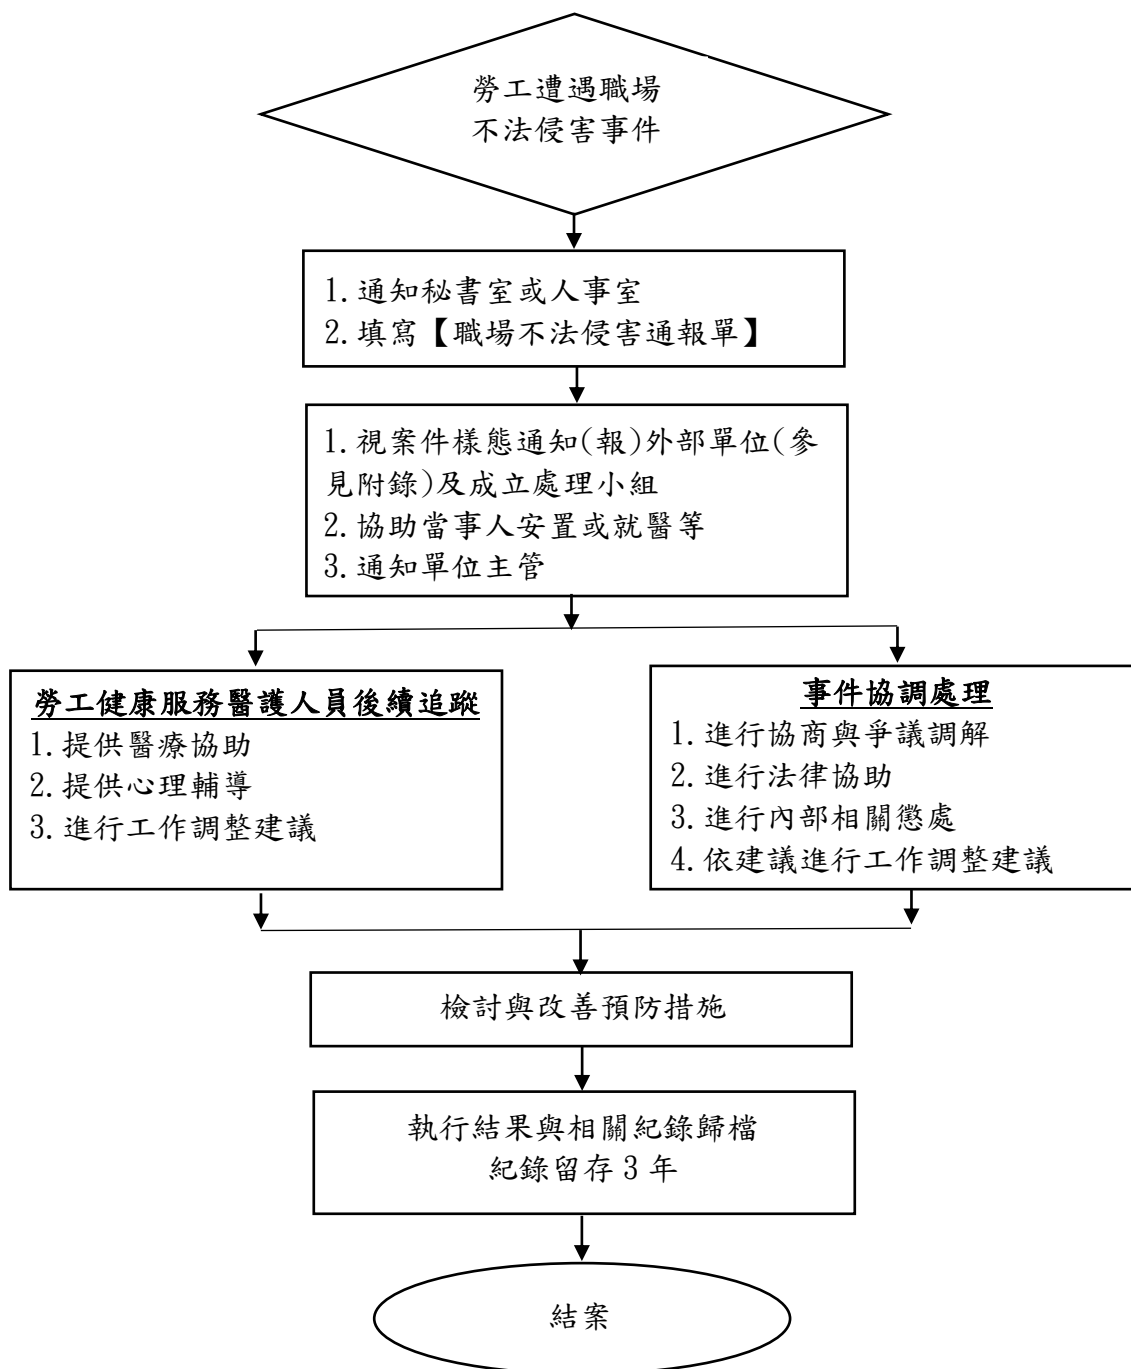 勞工遭遇職場
不法侵害事件
1.通知秘書室或人事室
2.填寫【職場不法侵害通報單】
1.視案件樣態通知(報)外部單位(參
見附錄)及成立處理小組
2.協助當事人安置或就醫等
3.通知單位主管
勞工健康服務醫護人員後續追蹤
1.提供醫療協助
2.提供心理輔導
3.進行工作調整建議
事件協調處理
1.進行協商與爭議調解
2.進行法律協助
3.進行內部相關懲處
4.依建議進行工作調整建議
檢討與改善預防措施
執行結果與相關紀錄歸檔
紀錄留存3年
結案